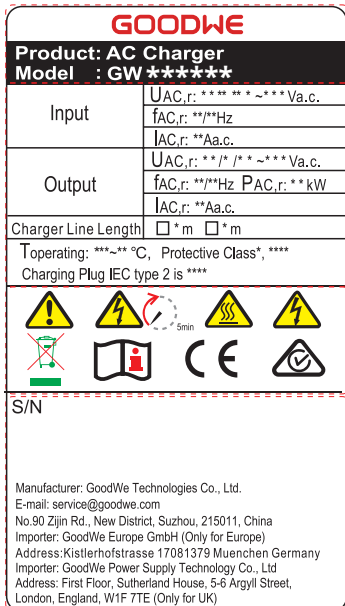 GOODWE
Product: AC Charger
Model : GW******
Input
UAC,r: **** ** * ~*** Va.c.
fAC,r: **/**Hz
IAC,r: **Aa.c.
Output
UAC,r: **/* /* * ~*** Va.c.
fAC,r: **/**Hz PAC,r: **kW
IAC,r: **Aa.c.
Charger Line Length □ *m □ *m
Toperating: ***~** °C, Protective Class*, ****
Charging Plug IEC type 2 is ****
5min
i
CE
S/N
Manufacturer: GoodWe Technologies Co., Ltd.
E-mail: service@goodwe.com
No.90 Zijin Rd., New District, Suzhou, 215011, China
Importer: GoodWe Europe GmbH (Only for Europe)
Address:Kistlerhofstrasse 17081379 Muenchen Germany
Importer: GoodWe Power Supply Technology Co., Ltd
Address: First Floor, Sutherland House, 5-6 Argyll Street,
London, England, W1F 7TE (Only for UK)